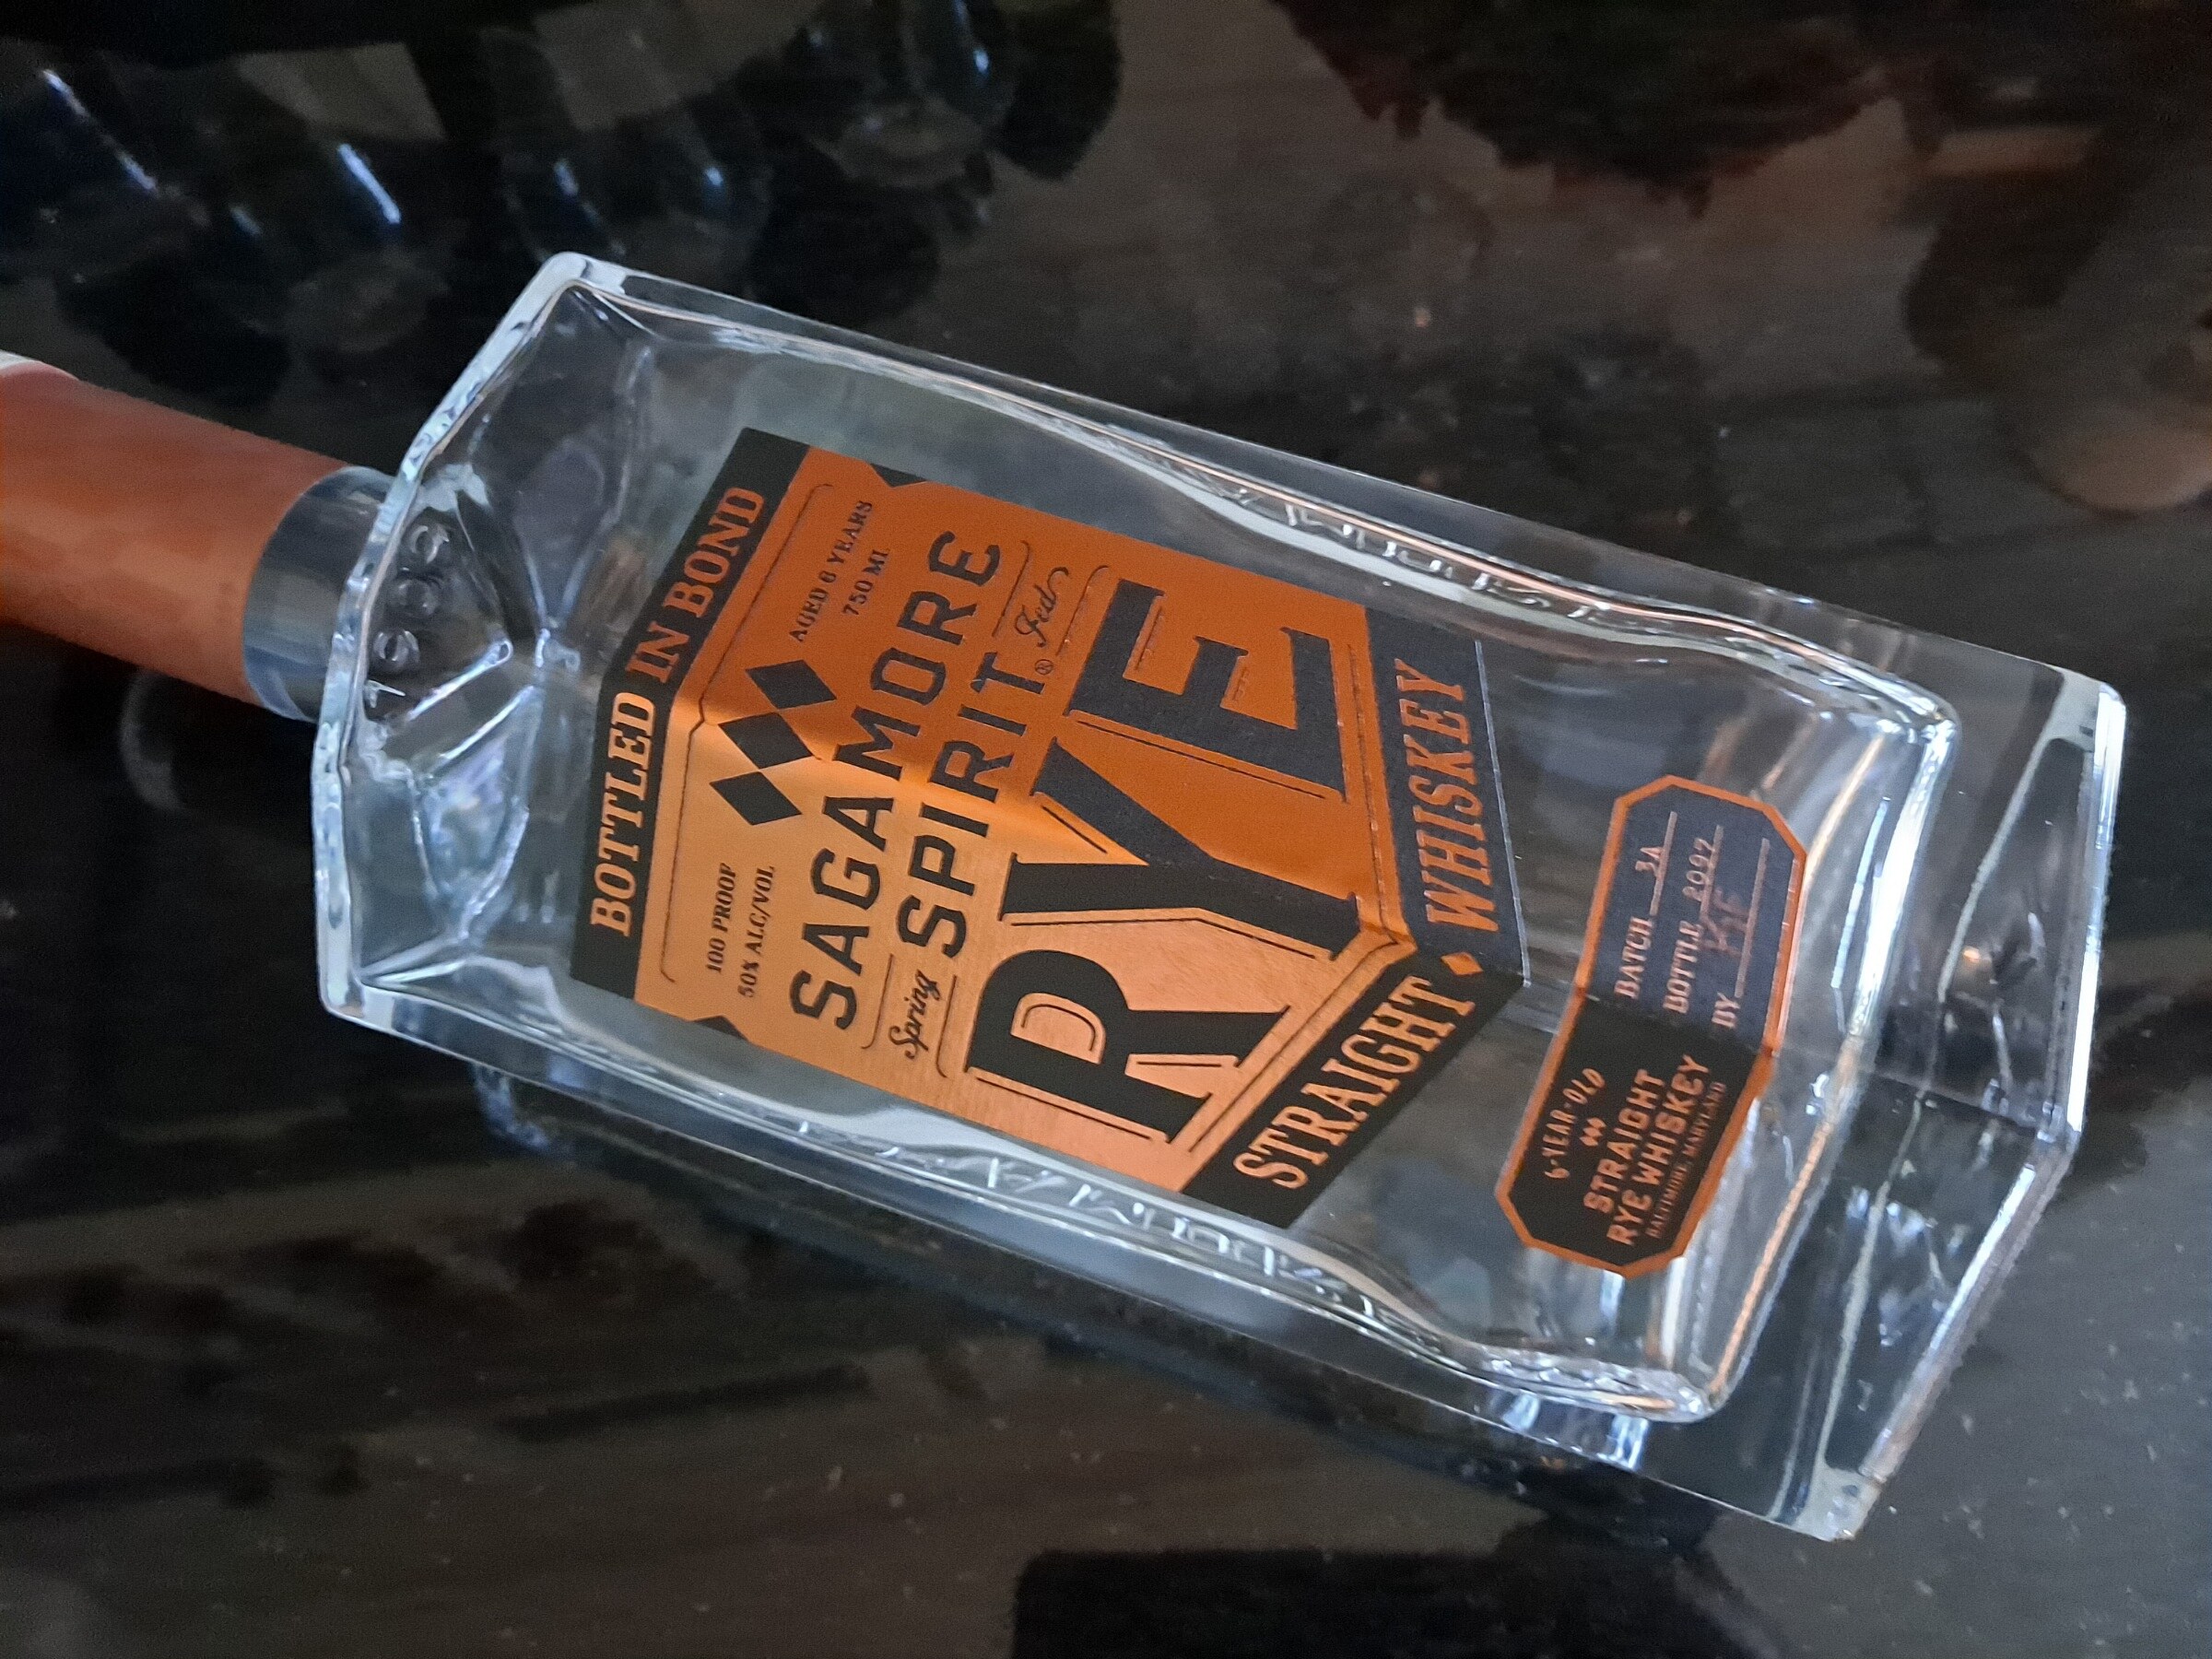 BOTTLED IN BOND
100 PROOF
50% ALC/VOL
AGED 6 YEARS
750 ML
SAGAMORE
Spring SPIRIT® Fed
RYE
STRAIGHT WHISKEY
6-YEAR-OLD
STRAIGHT
RYE WHISKEY
BALTIMORE, MARYLAND
BATCH 3A
BOTTLE 2092
BY